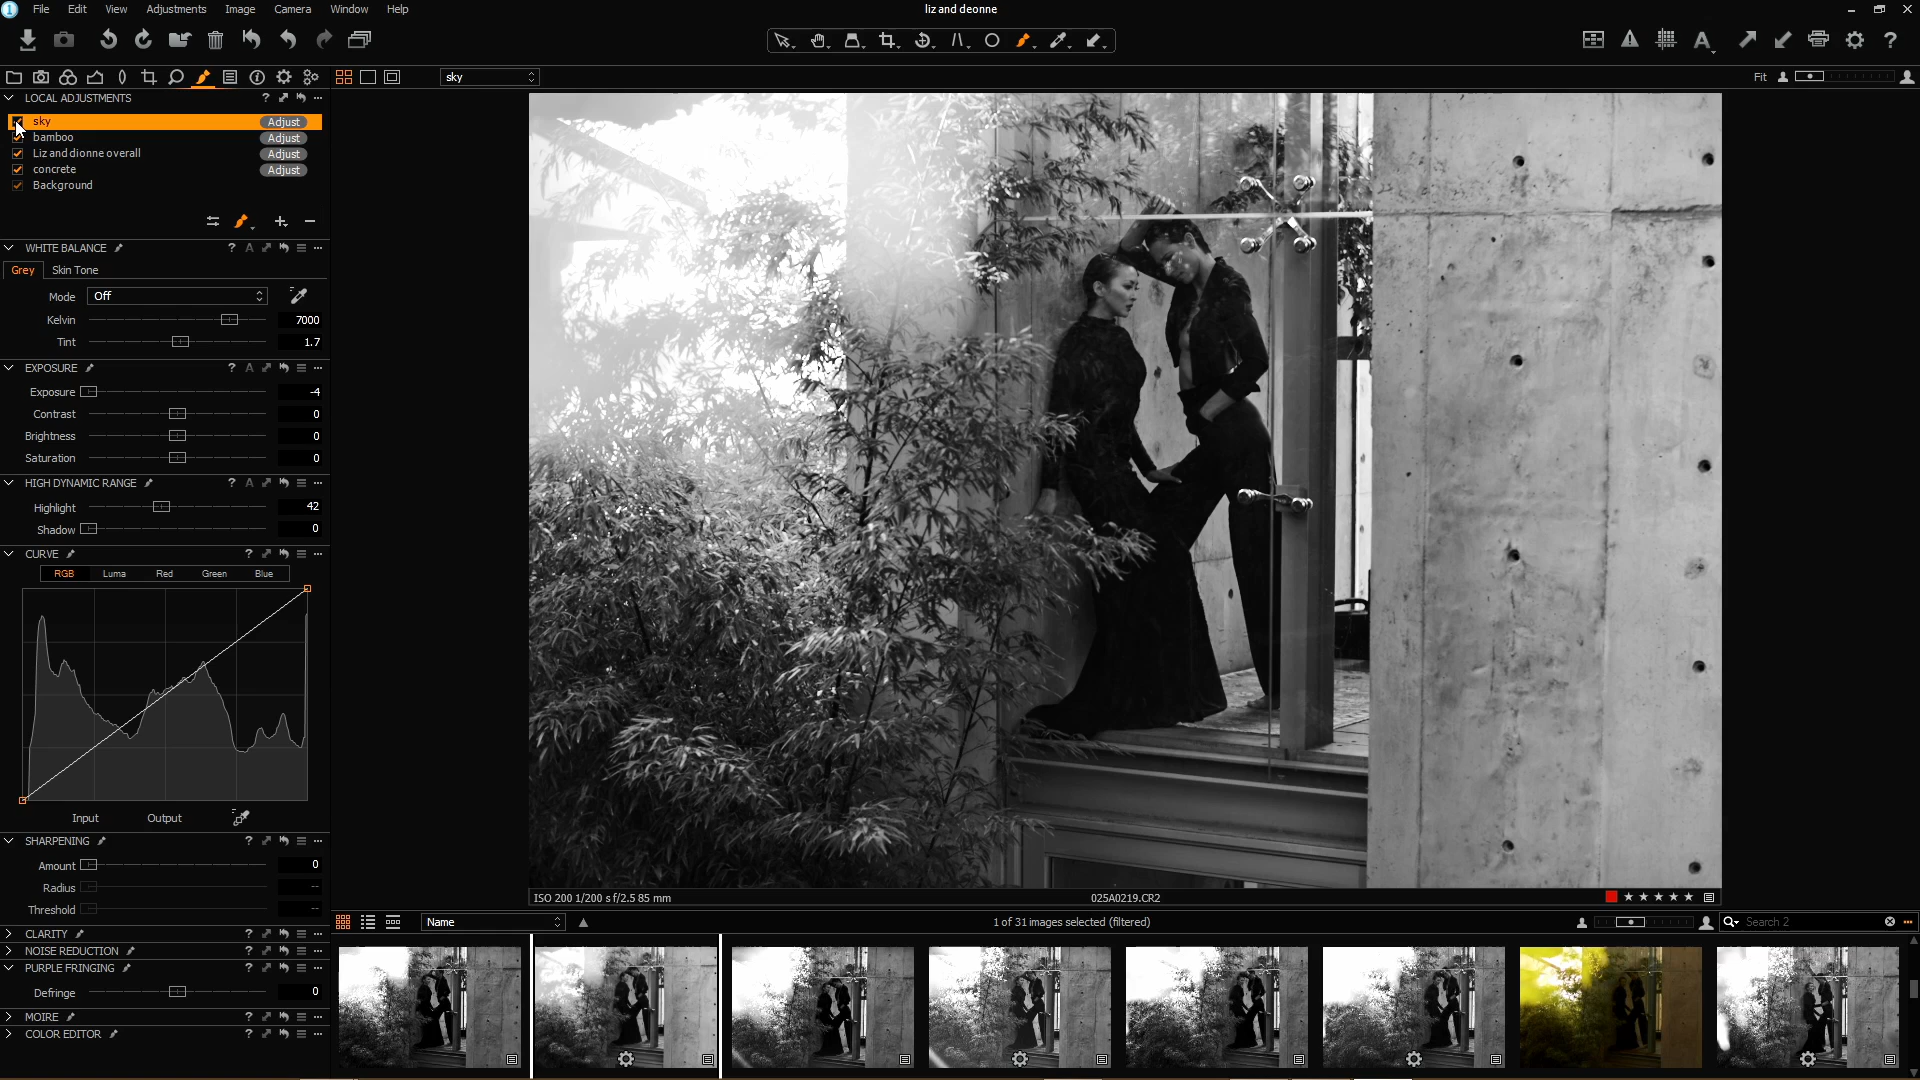 File Edit View Adjustments Image Camera Window Help
liz and deonne
sky
Fit
LOCAL ADJUSTMENTS
sky Adjust
bamboo Adjust
Liz and dionne overall Adjust
concrete Adjust
Background
WHITE BALANCE
Grey Skin Tone
Mode Off
Kelvin 7000
Tint 1.7
EXPOSURE
Exposure -4
Contrast 0
Brightness 0
Saturation 0
HIGH DYNAMIC RANGE
Highlight 42
Shadow 0
CURVE
RGB Luma Red Green Blue
Input Output
SHARPENING
Amount 0
Radius --
Threshold --
CLARITY
NOISE REDUCTION
PURPLE FRINGING
Defringe 0
MOIRE
COLOR EDITOR
ISO 200 1/200 s f/2.5 85 mm
025A0219.CR2
Name
1 of 31 images selected (filtered)
Search 2